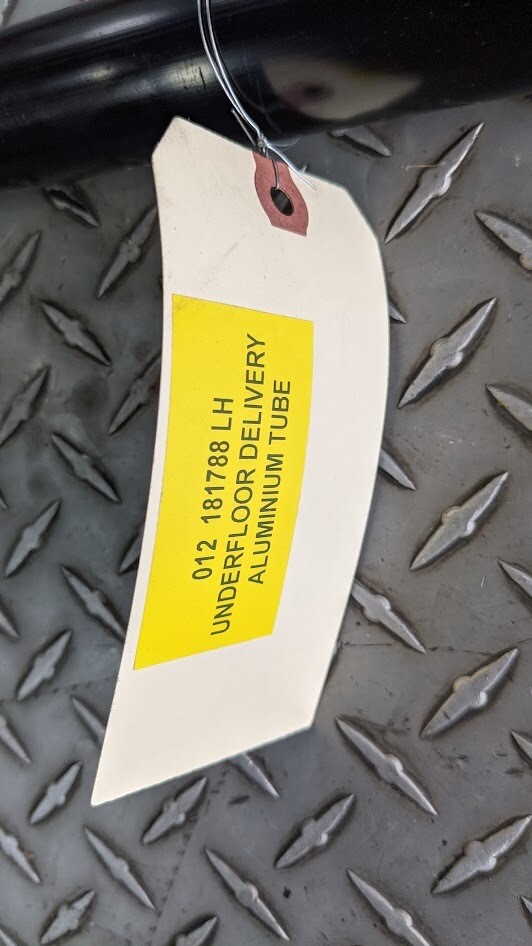 012 181788 LH
UNDERFLOOR DELIVERY
ALUMINIUM TUBE